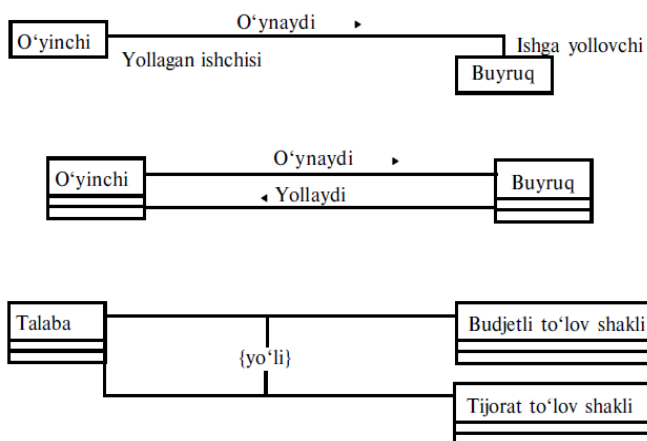 O‘ynaydi
O‘yinchi
Yollagan ishchisi
Ishga yollovchi
Buyruq
O‘ynaydi
O‘yinchi
Buyruq
Yollaydi
Talaba
Budjetli to‘lov shakli
{yo‘li}
Tijorat to‘lov shakli